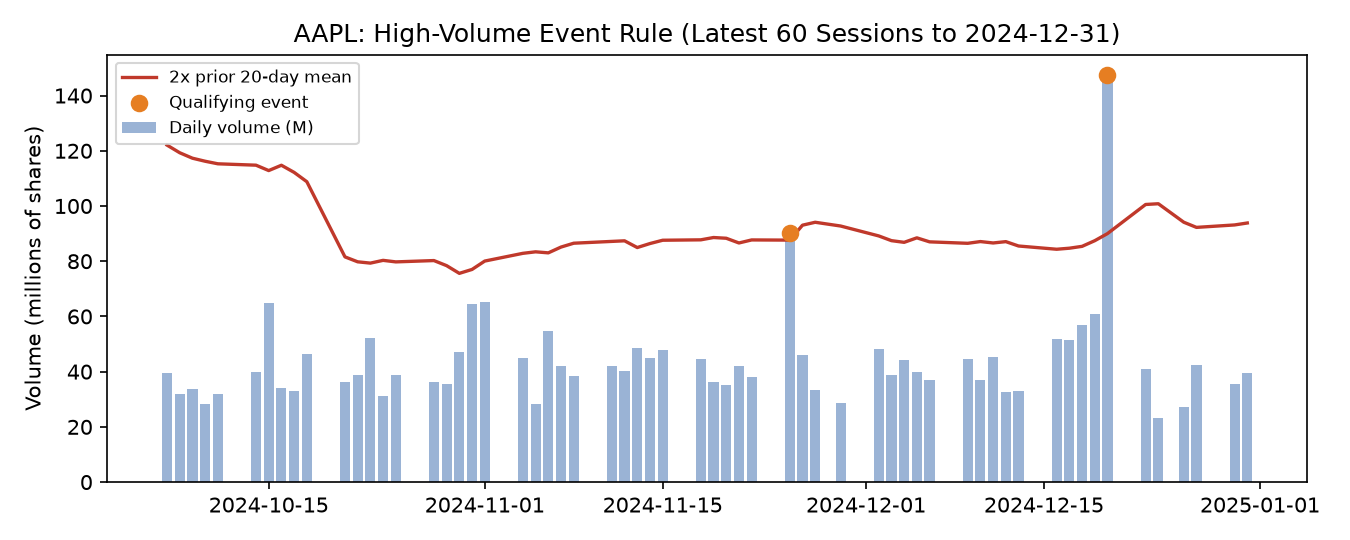 AAPL: High-Volume Event Rule (Latest 60 Sessions to 2024-12-31)
2x prior 20-day mean
Qualifying event
Daily volume (M)
Volume (millions of shares)
140
120
100
80
60
40
20
0
2024-10-15 2024-11-01 2024-11-15 2024-12-01 2024-12-15 2025-01-01